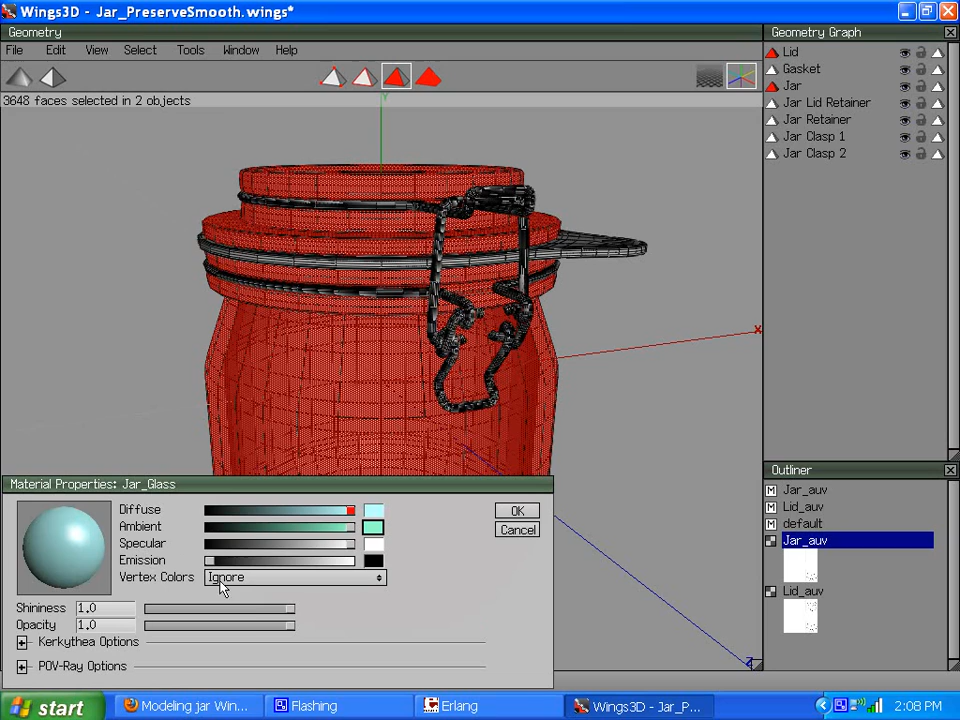 Wings3D - Jar_PreserveSmooth.wings*
Geometry
File Edit View Select Tools Window Help
3648 faces selected in 2 objects
Y
X
Z
Geometry Graph
Lid
Gasket
Jar
Jar Lid Retainer
Jar Retainer
Jar Clasp 1
Jar Clasp 2
Outliner
M Jar_auv
M Lid_auv
M default
Jar_auv
Lid_auv
Material Properties: Jar_Glass
Diffuse
Ambient
Specular
Emission
Vertex Colors Ignore
Shininess 1.0
Opacity 1.0
Kerkythea Options
POV-Ray Options
OK
Cancel
start Modeling jar Win... Flashing Erlang Wings3D - Jar_P... 2:08 PM